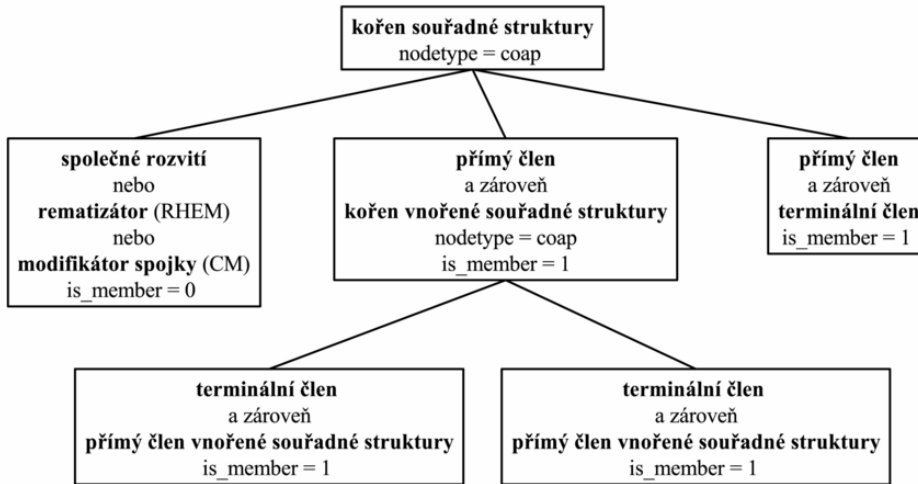 kořen souřadné struktury
nodetype = coap
společné rozvití
nebo
rematizátor (RHEM)
nebo
modifikátor spojky (CM)
is_member = 0
přímý člen
a zároveň
kořen vnořené souřadné struktury
nodetype = coap
is_member = 1
přímý člen
a zároveň
terminální člen
is_member = 1
terminální člen
a zároveň
přímý člen vnořené souřadné struktury
is_member = 1
terminální člen
a zároveň
přímý člen vnořené souřadné struktury
is_member = 1